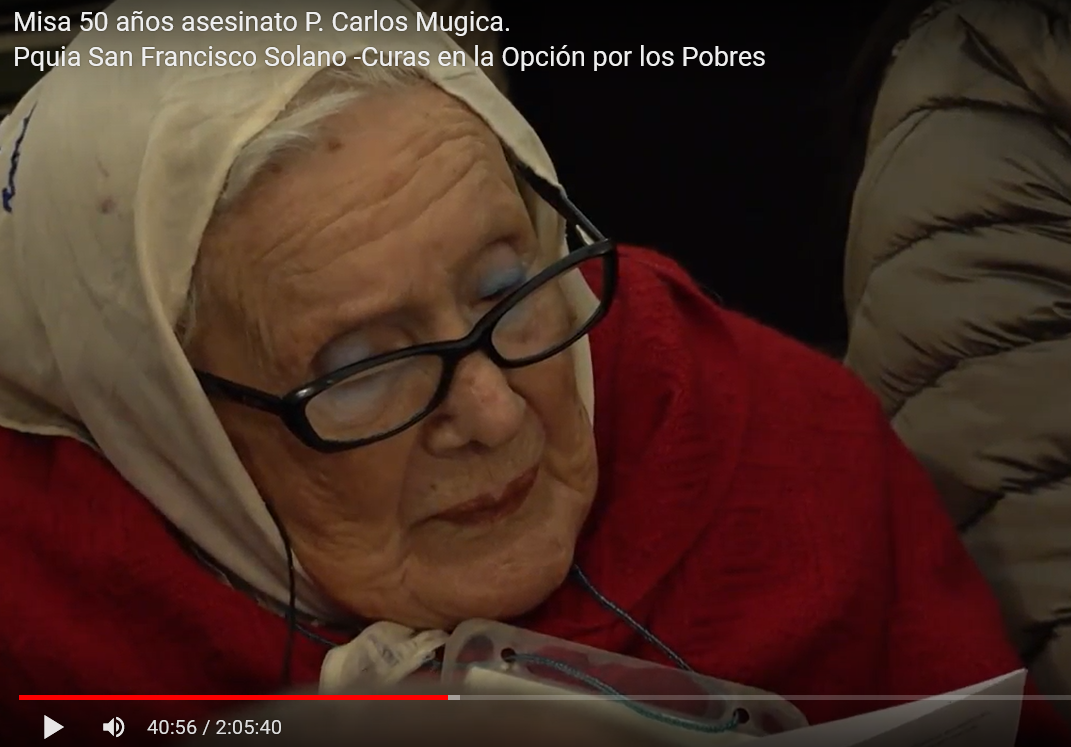 Misa 50 años asesinato P. Carlos Mugica.
Pquia San Francisco Solano -Curas en la Opción por los Pobres
40:56 / 2:05:40